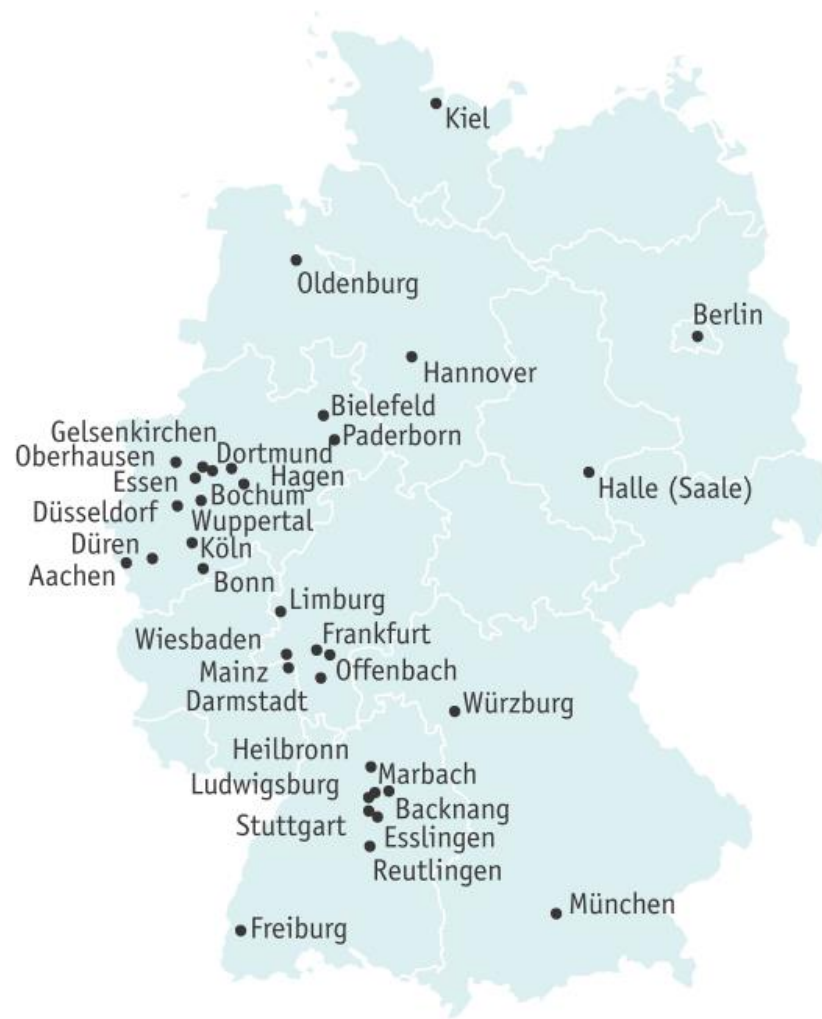 Kiel
Oldenburg
Berlin
Hannover
Bielefeld
Gelsenkirchen
Paderborn
Oberhausen
Dortmund
Essen
Hagen
Halle (Saale)
Bochum
Düsseldorf
Wuppertal
Düren
Köln
Aachen
Bonn
Limburg
Wiesbaden
Frankfurt
Mainz
Offenbach
Darmstadt
Würzburg
Heilbronn
Marbach
Ludwigsburg
Backnang
Stuttgart
Esslingen
Reutlingen
München
Freiburg